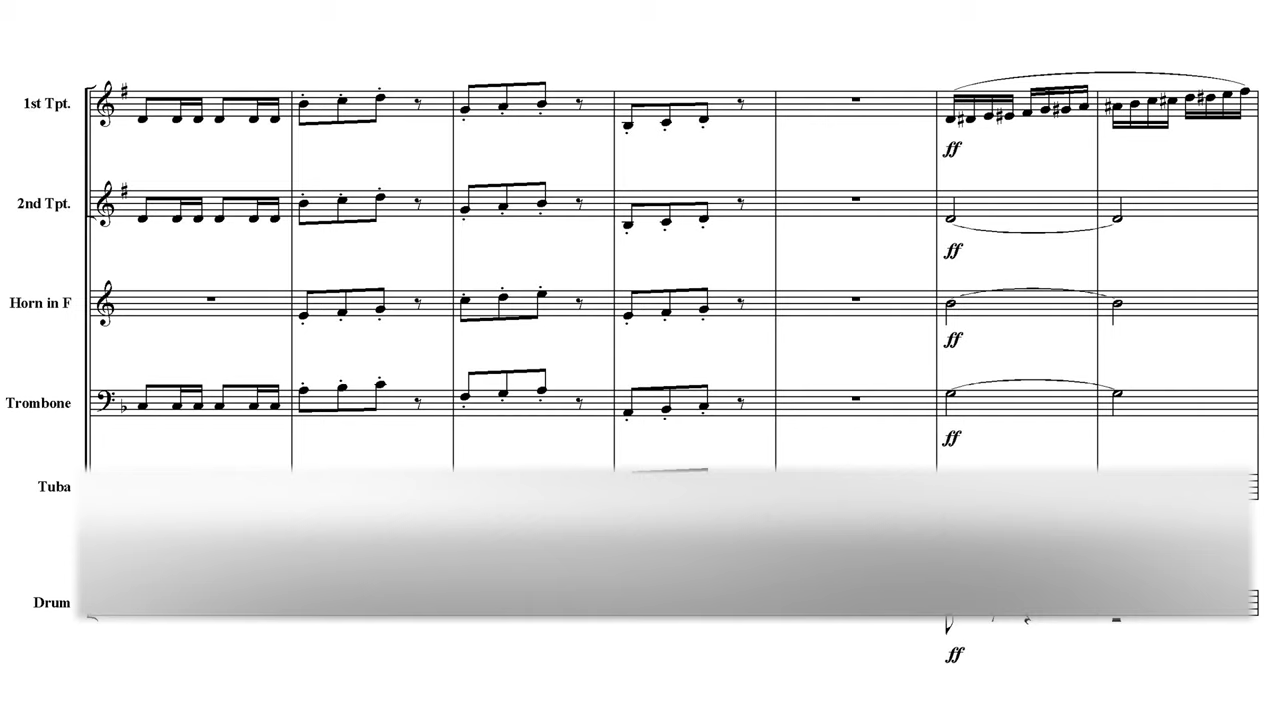 1st Tpt.
ff
2nd Tpt.
ff
Horn in F
ff
Trombone
ff
Tuba
Drum
ff